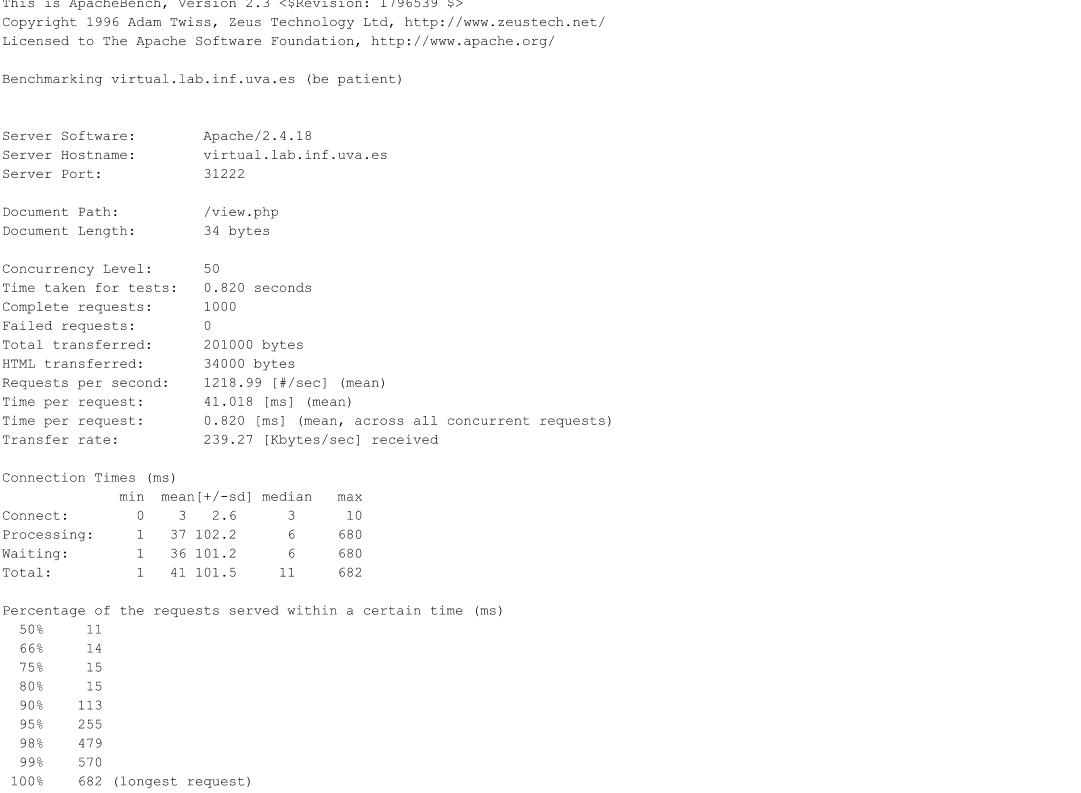 This is ApacheBench, Version 2.3 <$Revision: 1796539 $>
Copyright 1996 Adam Twiss, Zeus Technology Ltd, http://www.zeustech.net/
Licensed to The Apache Software Foundation, http://www.apache.org/
Benchmarking virtual.lab.inf.uva.es (be patient)
Server Software: Apache/2.4.18
Server Hostname: virtual.lab.inf.uva.es
Server Port: 31222
Document Path: /view.php
Document Length: 34 bytes
Concurrency Level: 50
Time taken for tests: 0.820 seconds
Complete requests: 1000
Failed requests: 0
Total transferred: 201000 bytes
HTML transferred: 34000 bytes
Requests per second: 1218.99 [#/sec] (mean)
Time per request: 41.018 [ms] (mean)
Time per request: 0.820 [ms] (mean, across all concurrent requests)
Transfer rate: 239.27 [Kbytes/sec] received
Connection Times (ms)
min mean[+/-sd] median max
Connect: 0 3 2.6 3 10
Processing: 1 37 102.2 6 680
Waiting: 1 36 101.2 6 680
Total: 1 41 101.5 11 682
Percentage of the requests served within a certain time (ms)
50% 11
66% 14
75% 15
80% 15
90% 113
95% 255
98% 479
99% 570
100% 682 (longest request)